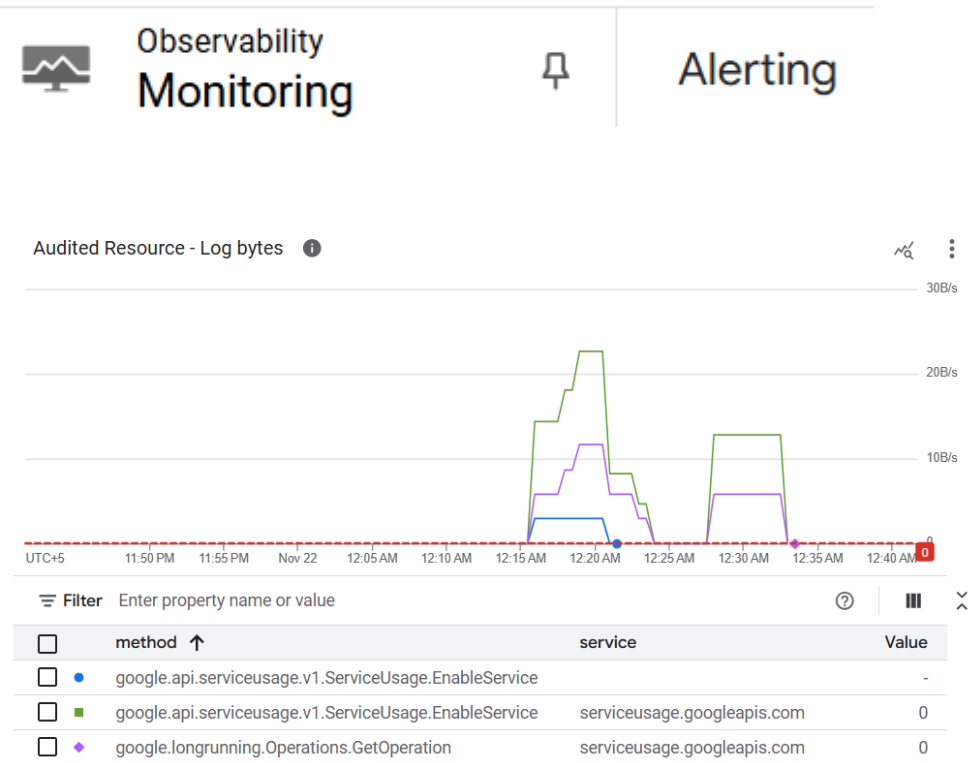 Observability
Monitoring
Alerting
Audited Resource - Log bytes
30B/s
20B/s
10B/s
0
UTC+5 11:50 PM 11:55 PM Nov 22 12:05 AM 12:10 AM 12:15 AM 12:20 AM 12:25 AM 12:30 AM 12:35 AM 12:40 AM 0
Filter Enter property name or value
method service Value
google.api.serviceusage.v1.ServiceUsage.EnableService -
google.api.serviceusage.v1.ServiceUsage.EnableService serviceusage.googleapis.com 0
google.longrunning.Operations.GetOperation serviceusage.googleapis.com 0